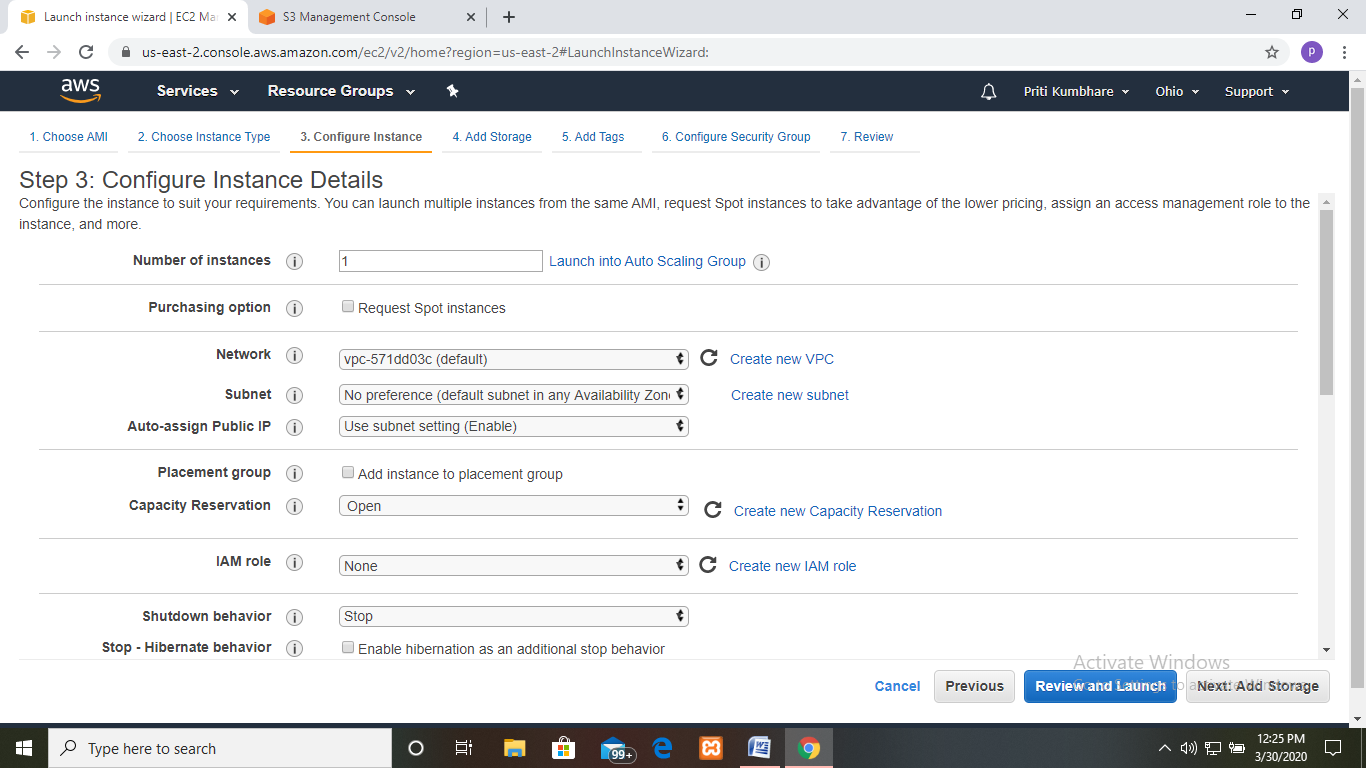 Launch instance wizard | EC2 Ma
S3 Management Console
us-east-2.console.aws.amazon.com/ec2/v2/home?region=us-east-2#LaunchInstanceWizard:
P
aws
Services
Resource Groups
Priti Kumbhare
Ohio
Support
1. Choose AMI
2. Choose Instance Type
3. Configure Instance
4. Add Storage
5. Add Tags
6. Configure Security Group
7. Review
Step 3: Configure Instance Details
Configure the instance to suit your requirements. You can launch multiple instances from the same AMI, request Spot instances to take advantage of the lower pricing, assign an access management role to the
instance, and more.
Number of instances
1
Launch into Auto Scaling Group
Purchasing option
Request Spot instances
Network
vpc-571dd03c (default)
Create new VPC
Subnet
No preference (default subnet in any Availability Zon
Create new subnet
Auto-assign Public IP
Use subnet setting (Enable)
Placement group
Add instance to placement group
Capacity Reservation
Open
Create new Capacity Reservation
IAM role
None
Create new IAM role
Shutdown behavior
Stop
Stop - Hibernate behavior
Enable hibernation as an additional stop behavior
Activate Windows
Cancel
Previous
Review and Launch
Next: Add Storage
Type here to search
99+
12:25 PM
3/30/2020